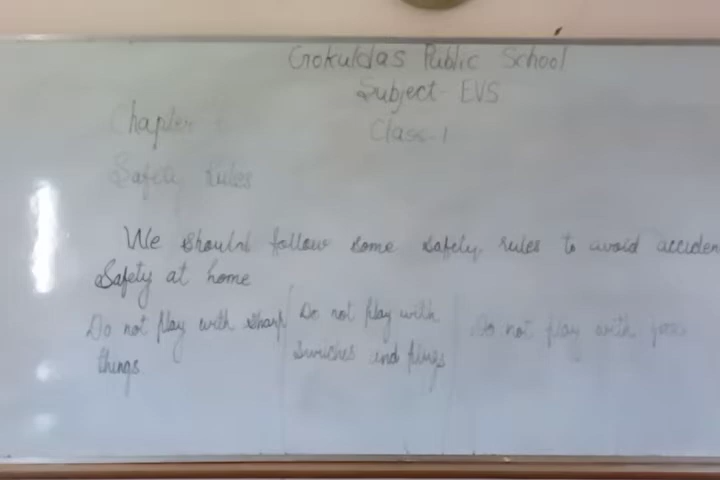 Gokuldas Public School
Subject- EVS
Chapter
Class-1
Safety Rules
We should follow some safety rules to avoid acciden
Safety at home
Do not play with sharp
things
Do not play with
Swiches and plugs
Do not play with